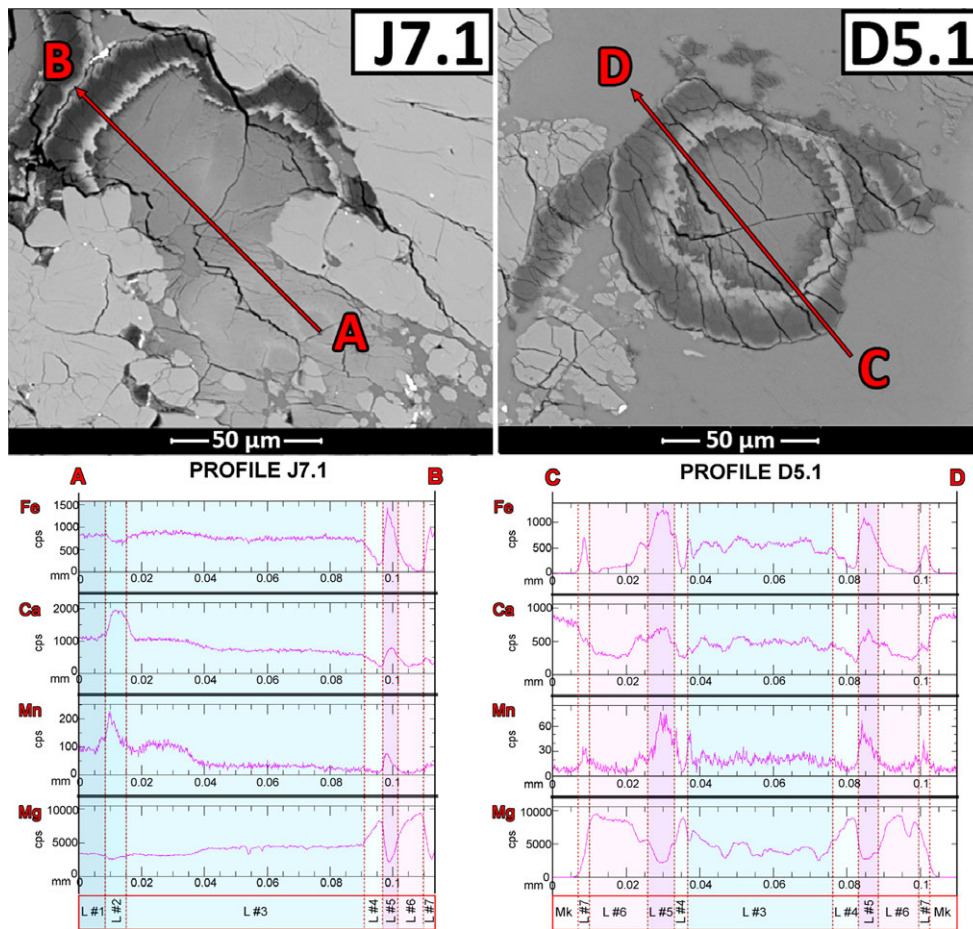 J7.1
B
A
50 µm
D5.1
D
C
50 µm
A PROFILE J7.1 B
Fe
cps
1500
1000
500
0
mm 0 0.02 0.04 0.06 0.08 0.1
Ca
cps
2000
1000
0
0 0.02 0.04 0.06 0.08 0.1
Mn
cps
200
100
0
0 0.02 0.04 0.06 0.08 0.1
Mg
cps
10000
5000
0
mm 0.02 0.04 0.06 0.08 0.1
L #1 L #2 L #3 L #4 L #5 L #6 L #7
C PROFILE D5.1 D
Fe
cps
1000
500
0
mm 0 0.02 0.04 0.06 0.08 0.1
Ca
cps
1000
500
0
0 0.02 0.04 0.06 0.08 0.1
Mn
cps
60
30
0
0 0.02 0.04 0.06 0.08 0.1
Mg
cps
10000
5000
0
mm 0.02 0.04 0.06 0.08 0.1
Mk L #7 L #6 L #5 L #4 L #3 L #4 L #5 L #6 L #7 Mk